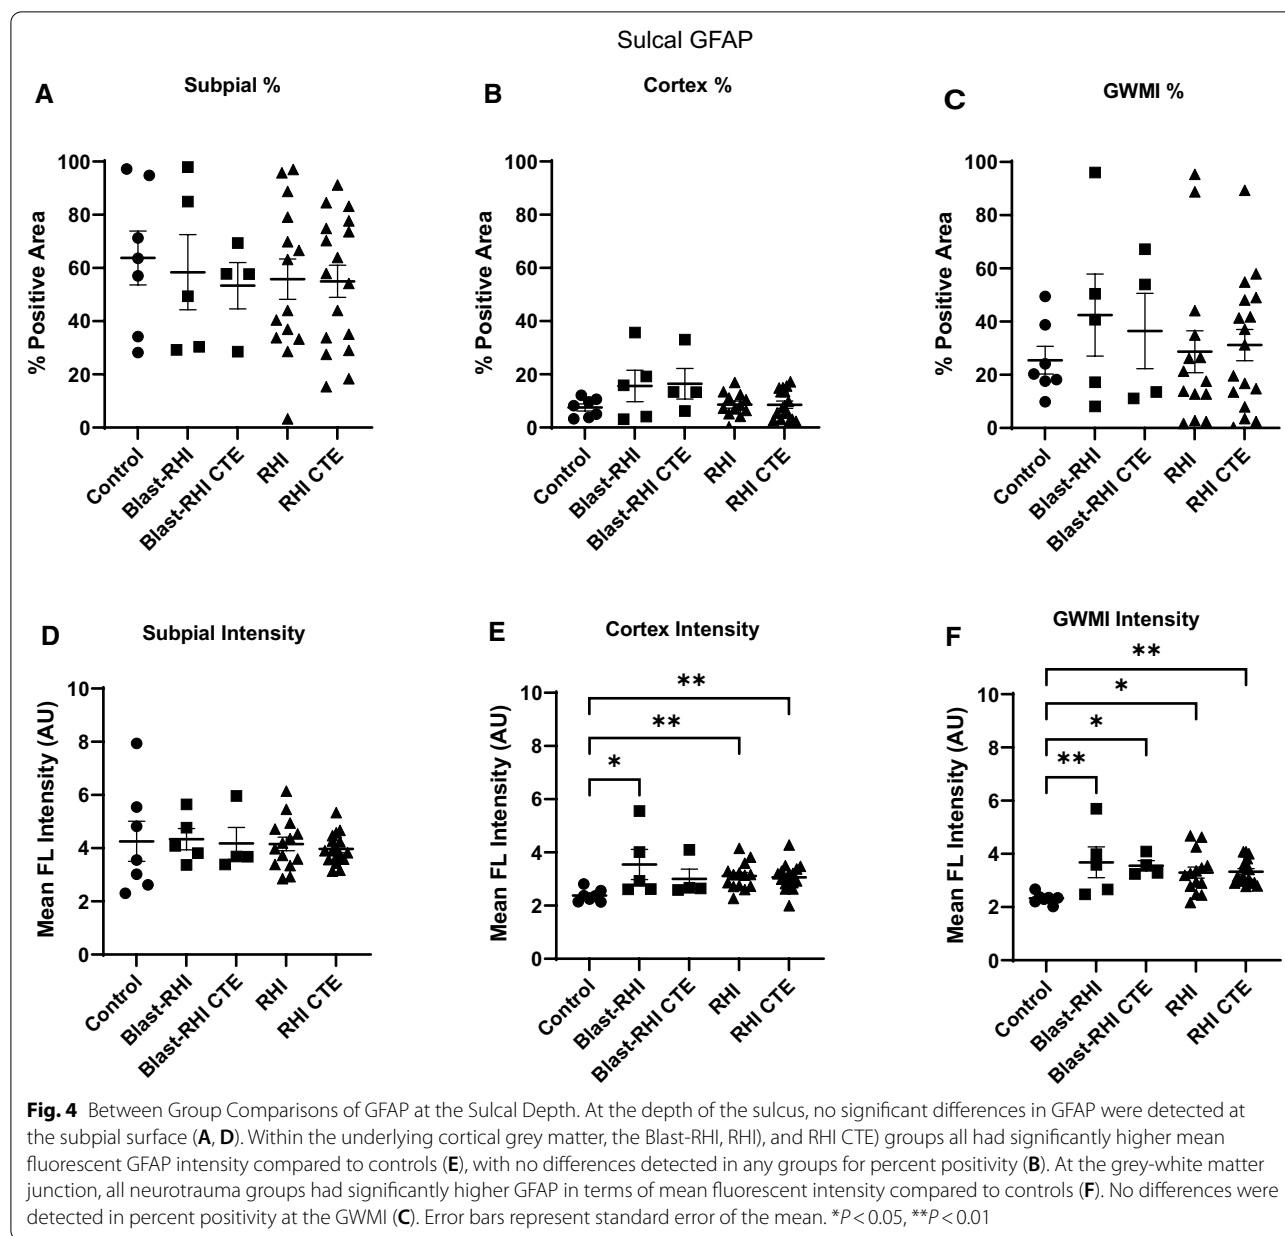 Sulcal GFAP
A
Subpial %
% Positive Area
100
80
60
40
20
0
Control
Blast-RHI
Blast-RHI CTE
RHI
RHI CTE
B
Cortex %
% Positive Area
100
80
60
40
20
0
Control
Blast-RHI
Blast-RHI CTE
RHI
RHI CTE
C
GWMI %
% Positive Area
100
80
60
40
20
0
Control
Blast-RHI
Blast-RHI CTE
RHI
RHI CTE
D
Subpial Intensity
Mean FL Intensity (AU)
10
8
6
4
2
0
Control
Blast-RHI
Blast-RHI CTE
RHI
RHI CTE
E
Cortex Intensity
Mean FL Intensity (AU)
10
8
6
4
2
0
**
**
*
Control
Blast-RHI
Blast-RHI CTE
RHI
RHI CTE
F
GWMI Intensity
Mean FL Intensity (AU)
10
8
6
4
2
0
**
*
*
**
Control
Blast-RHI
Blast-RHI CTE
RHI
RHI CTE
Fig. 4 Between Group Comparisons of GFAP at the Sulcal Depth. At the depth of the sulcus, no significant differences in GFAP were detected at
the subpial surface (A, D). Within the underlying cortical grey matter, the Blast-RHI, RHI), and RHI CTE) groups all had significantly higher mean
fluorescent GFAP intensity compared to controls (E), with no differences detected in any groups for percent positivity (B). At the grey-white matter
junction, all neurotrauma groups had significantly higher GFAP in terms of mean fluorescent intensity compared to controls (F). No differences were
detected in percent positivity at the GWMI (C). Error bars represent standard error of the mean. *P < 0.05, **P < 0.01